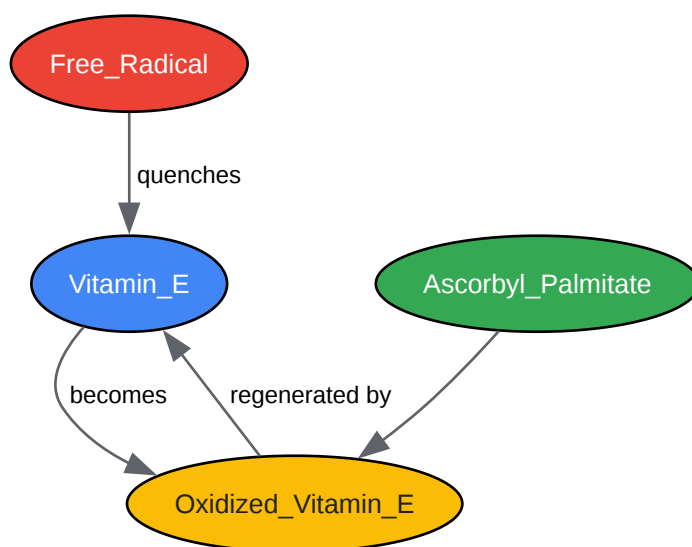 Free_Radical
quenches
Vitamin_E
Ascorbyl_Palmitate
becomes
regenerated by
Oxidized_Vitamin_E